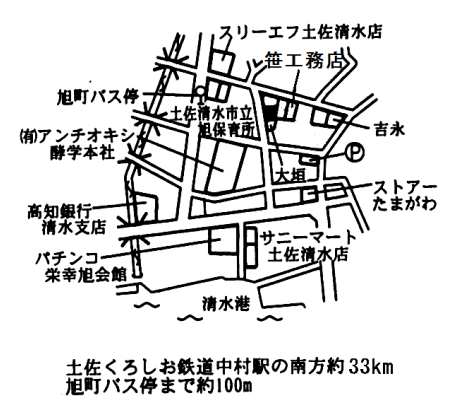 スリーエフ土佐清水店
笹工務店
旭町バス停
土佐清水市立
旭保育所
吉永
㈲アンチオキシン
酵学本社
P
大垣
ストアー
たまがわ
高知銀行
清水支店
サニーマート
土佐清水店
パチンコ
栄幸旭会館
清水港
土佐くろしお鉄道中村駅の南方約33km
旭町バス停まで約100m